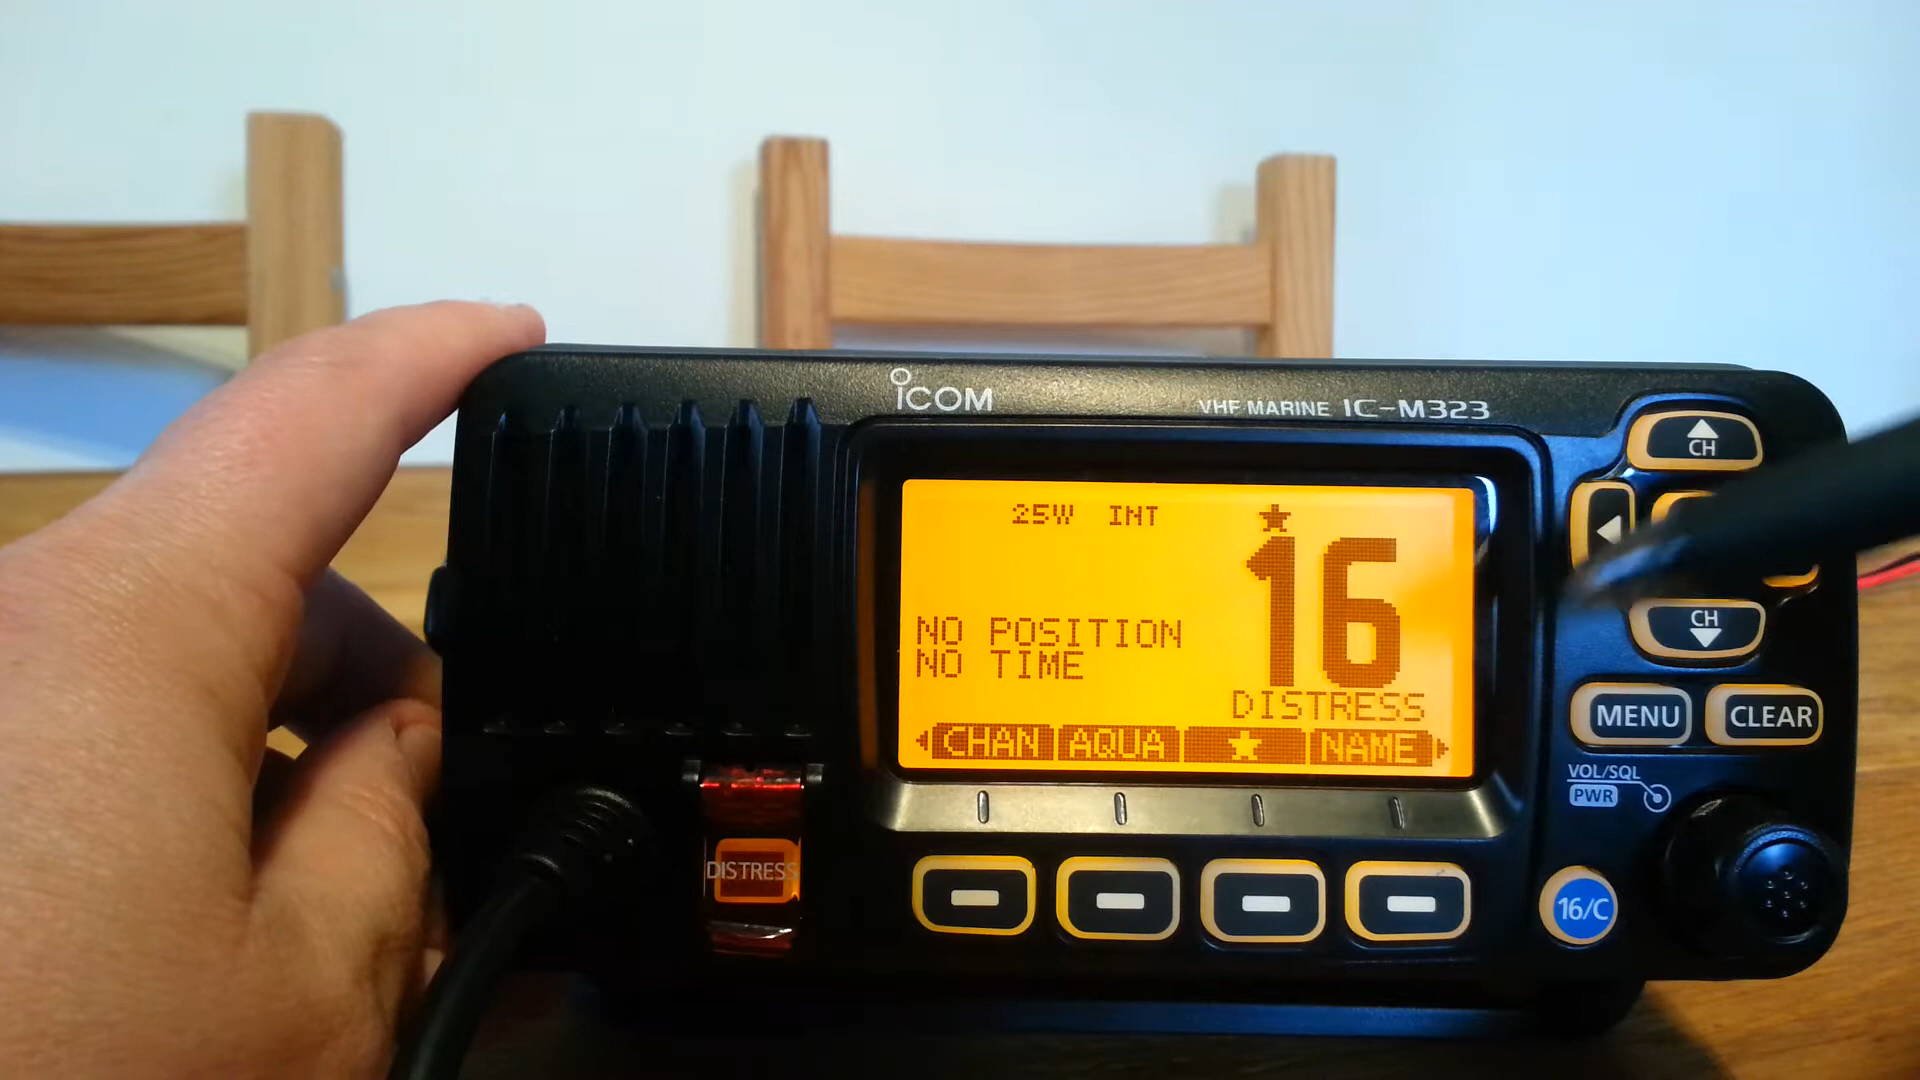 iCOM
VHF MARINE IC-M323
CH
25W INT
16
NO POSITION
NO TIME
DISTRESS
CHAN AQUA NAME
CH
MENU CLEAR
VOL/SQL
PWR
DISTRESS
16/C